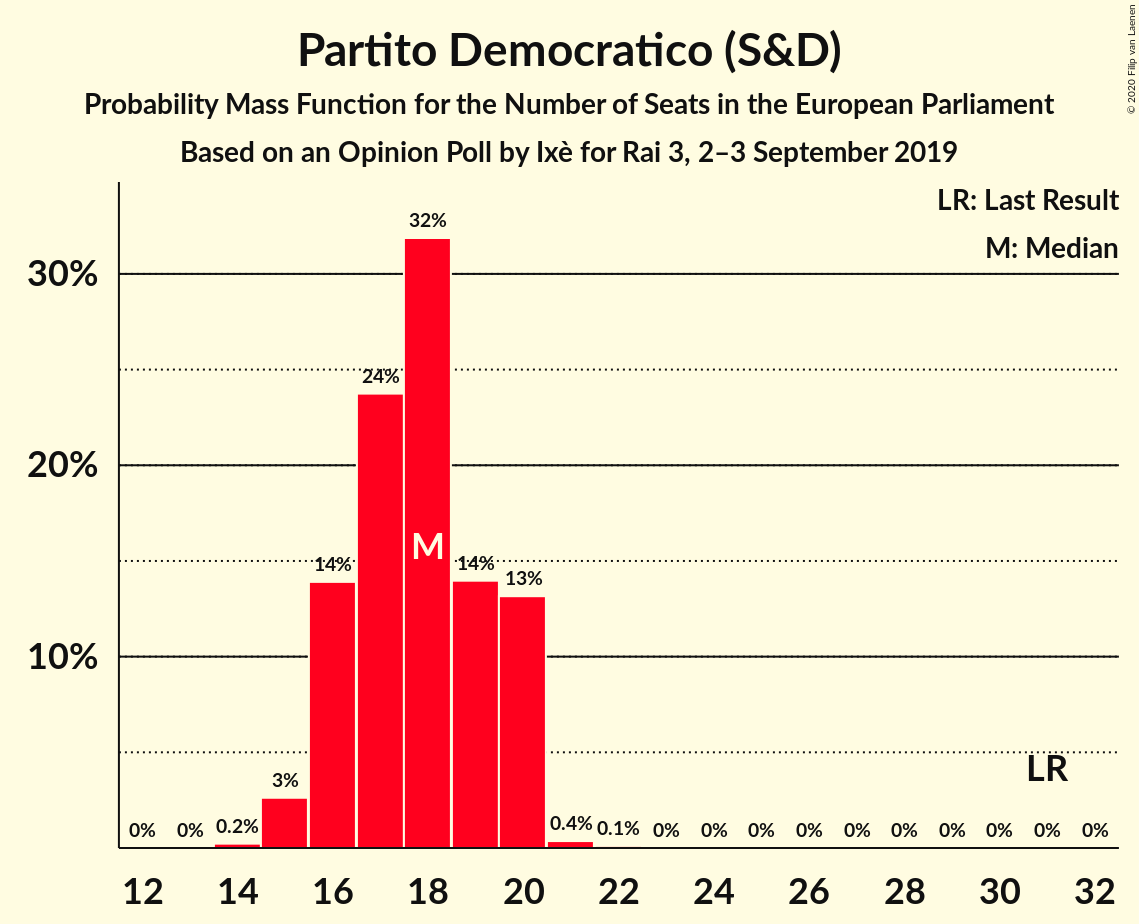 Partito Democratico (S&D)
Probability Mass Function for the Number of Seats in the European Parliament
Based on an Opinion Poll by Ixè for Rai 3, 2–3 September 2019
© 2020 Filip van Laenen
LR: Last Result
M: Median
30%
20%
10%
0% 0% 0.2% 3% 14% 24% 32% 14% 13% 0.4% 0.1% 0% 0% 0% 0% 0% 0% 0% 0% 0% 0%
M
LR
12 14 16 18 20 22 24 26 28 30 32